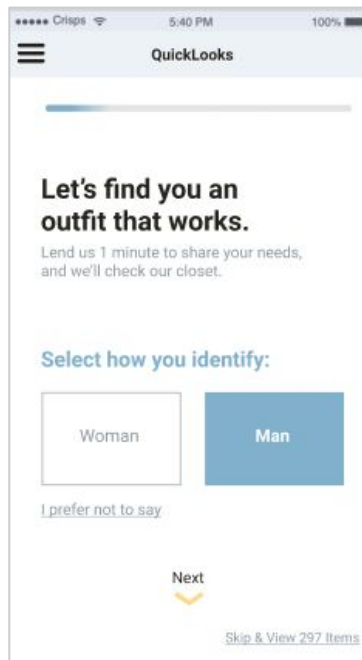 Crisps 5:40 PM 100%
QuickLooks
Let's find you an
outfit that works.
Lend us 1 minute to share your needs,
and we'll check our closet.
Select how you identify:
Woman Man
I prefer not to say
Next
Skip & View 297 Items